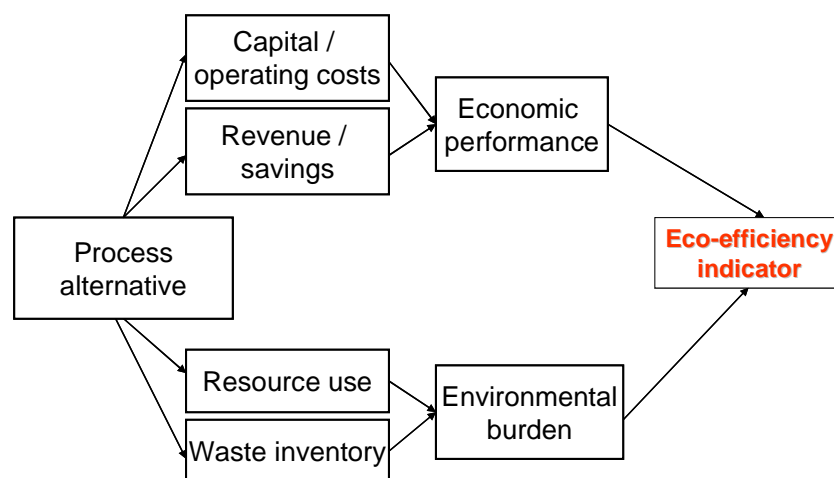 Capital /
operating costs
Revenue /
savings
Economic
performance
Process
alternative
Eco-efficiency
indicator
Resource use
Waste inventory
Environmental
burden